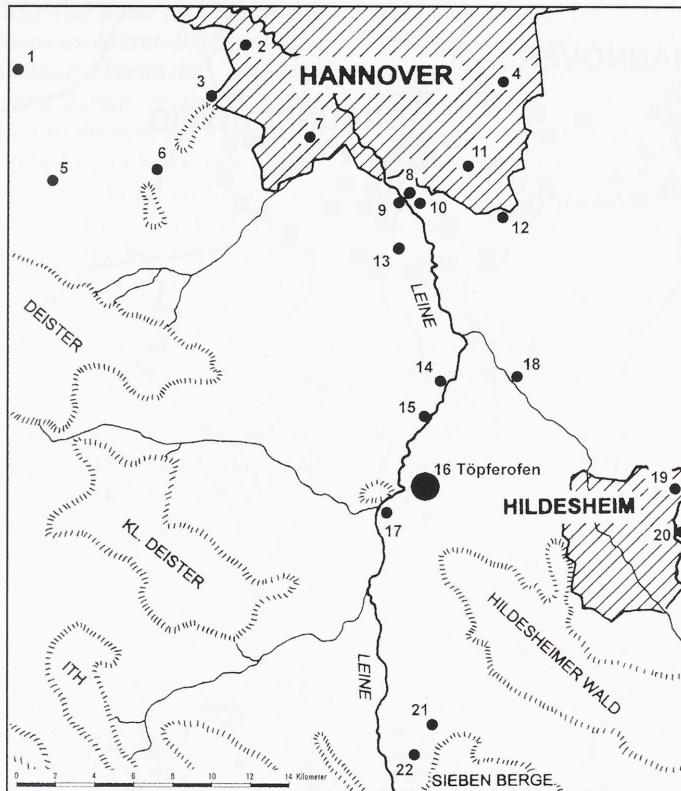 1
2
HANNOVER
4
3
7
6
11
5
8
9
10
12
13
LEINE
DEISTER
14
18
15
16 Töpferofen
19
HILDESHEIM
17
20
KL. DEISTER
HILDESHEIMER WALD
ITH
LEINE
21
22
SIEBEN BERGE
0 2 4 6 8 10 12 14 Kilometer